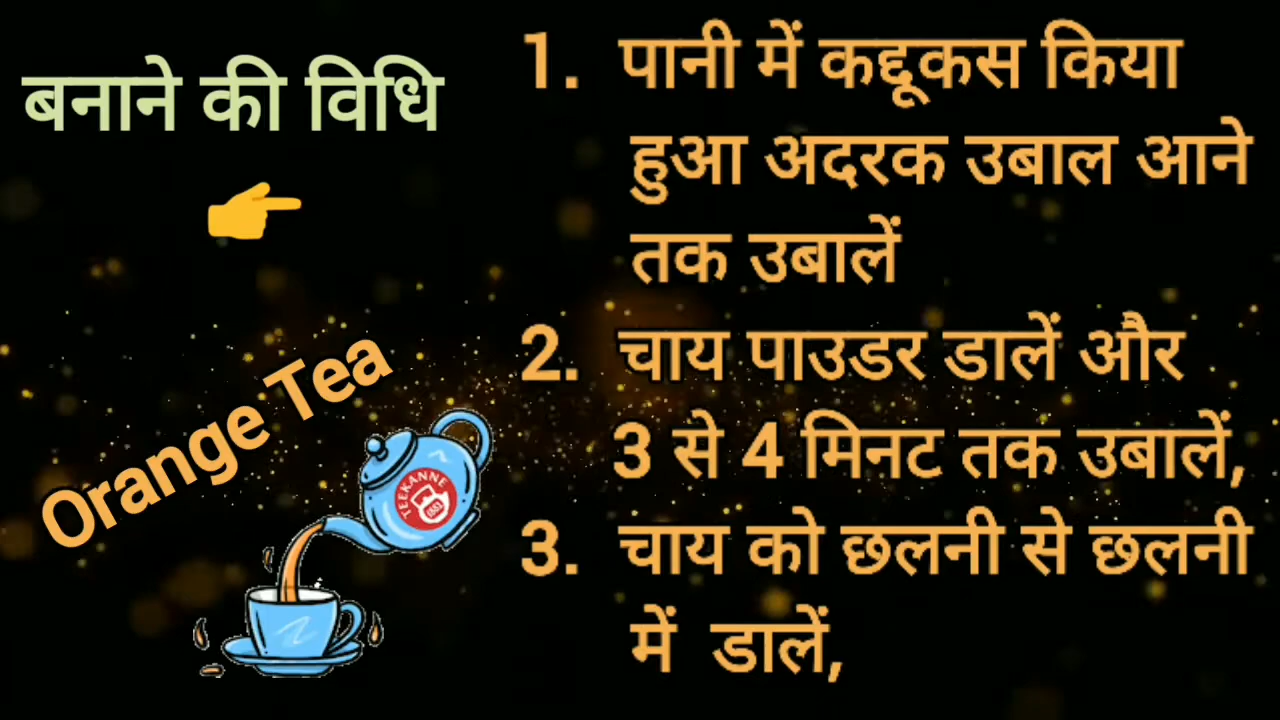 बनाने की विधि
Orange Tea
TEEKANNE
1. पानी में कद्दूकस किया
हुआ अदरक उबाल आने
तक उबालें
2. चाय पाउडर डालें और
3 से 4 मिनट तक उबालें,
3. चाय को छलनी से छलनी
में डालें,